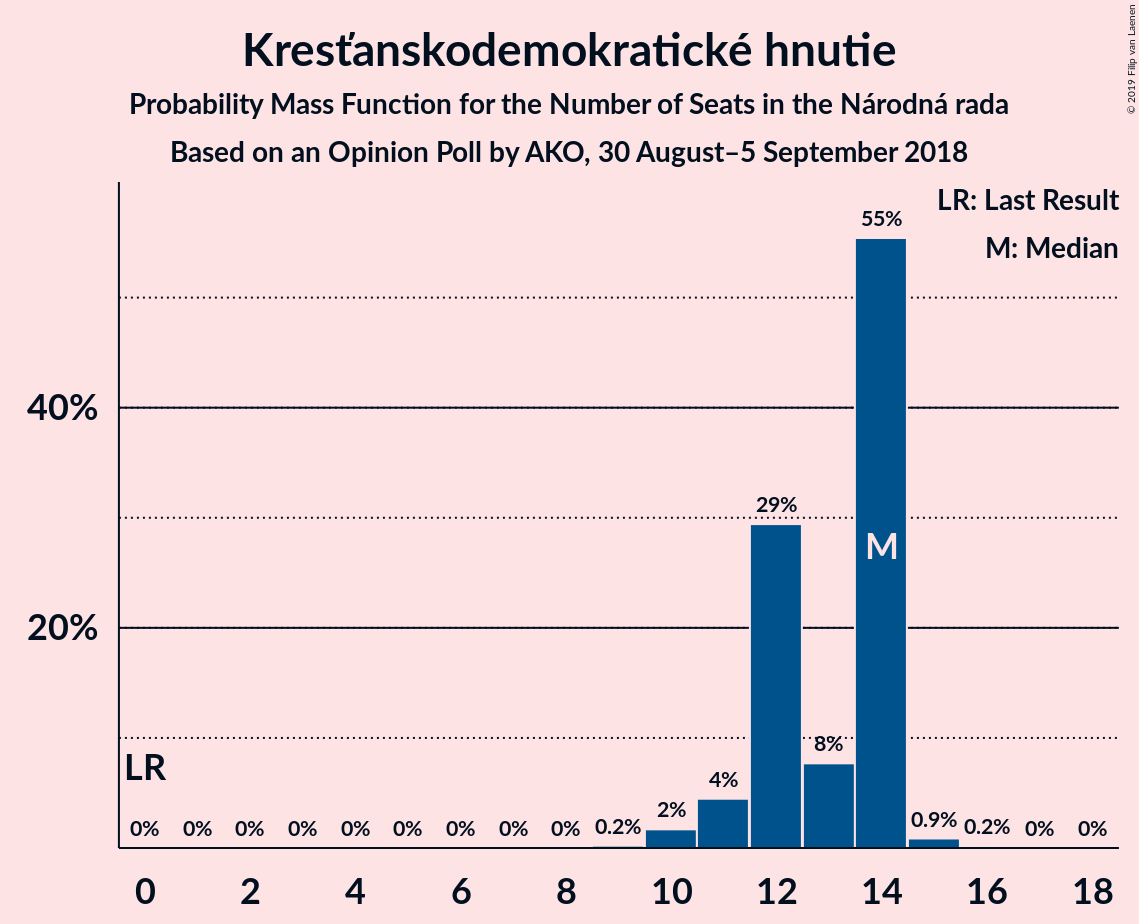 Kresťanskodemokratické hnutie
Probability Mass Function for the Number of Seats in the Národná rada
Based on an Opinion Poll by AKO, 30 August–5 September 2018
© 2019 Filip van Laenen
LR: Last Result
M: Median
55%
40%
29%
M
20%
8%
LR
4%
2%
0% 0% 0% 0% 0% 0% 0% 0% 0% 0.2% 0.9% 0.2% 0% 0%
0 2 4 6 8 10 12 14 16 18